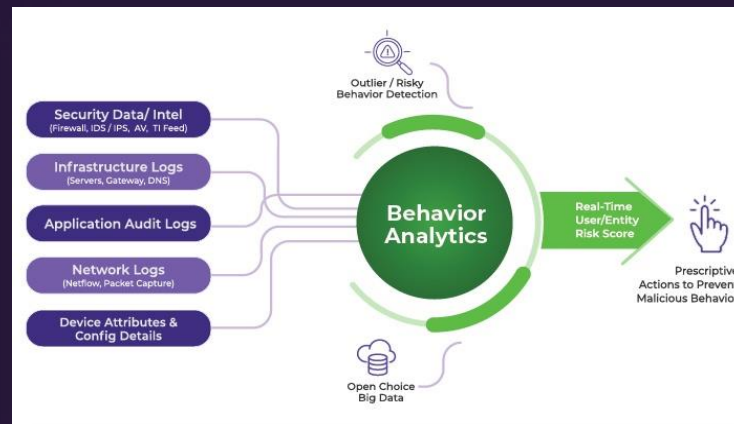 Outlier / Risky
Behavior Detection
Security Data/ Intel
(Firewall, IDS / IPS, AV, TI Feed)
Infrastructure Logs
(Servers, Gateway, DNS)
Application Audit Logs
Network Logs
(Netflow, Packet Capture)
Device Attributes &
Config Details
Behavior
Analytics
Real-Time
User/Entity
Risk Score
Prescriptive
Actions to Preven
Malicious Behavio
Open Choice
Big Data